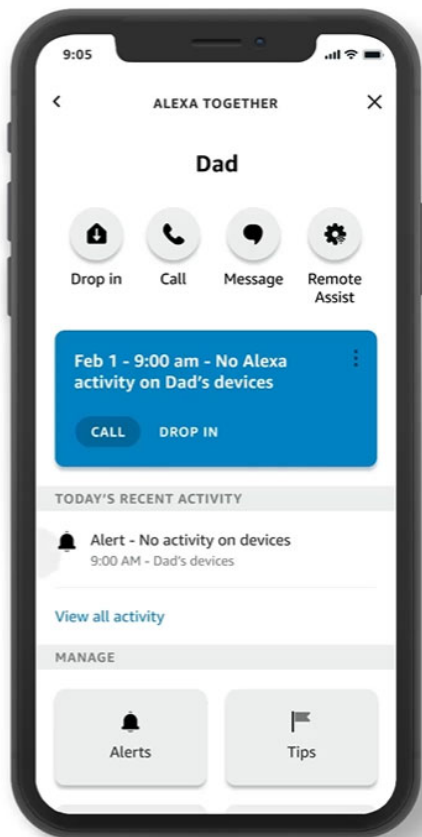 9:05
ALEXA TOGETHER
Dad
Drop in
Call
Message
Remote
Assist
Feb 1 - 9:00 am - No Alexa
activity on Dad's devices
CALL
DROP IN
TODAY'S RECENT ACTIVITY
Alert - No activity on devices
9:00 AM - Dad's devices
View all activity
MANAGE
Alerts
Tips